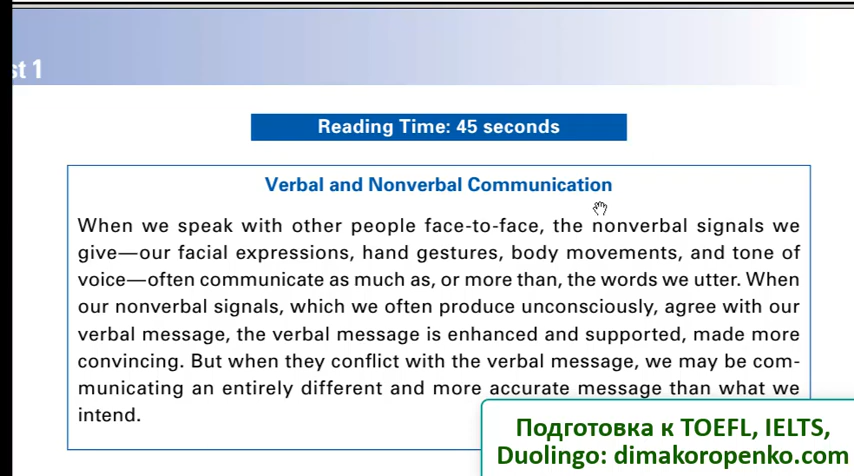 st 1
Reading Time: 45 seconds
Verbal and Nonverbal Communication
When we speak with other people face-to-face, the nonverbal signals we
give—our facial expressions, hand gestures, body movements, and tone of
voice—often communicate as much as, or more than, the words we utter. When
our nonverbal signals, which we often produce unconsciously, agree with our
verbal message, the verbal message is enhanced and supported, made more
convincing. But when they conflict with the verbal message, we may be com-
municating an entirely different and more accurate message than what we
intend.
Подготовка к TOEFL, IELTS,
Duolingo: dimakoropenko.com